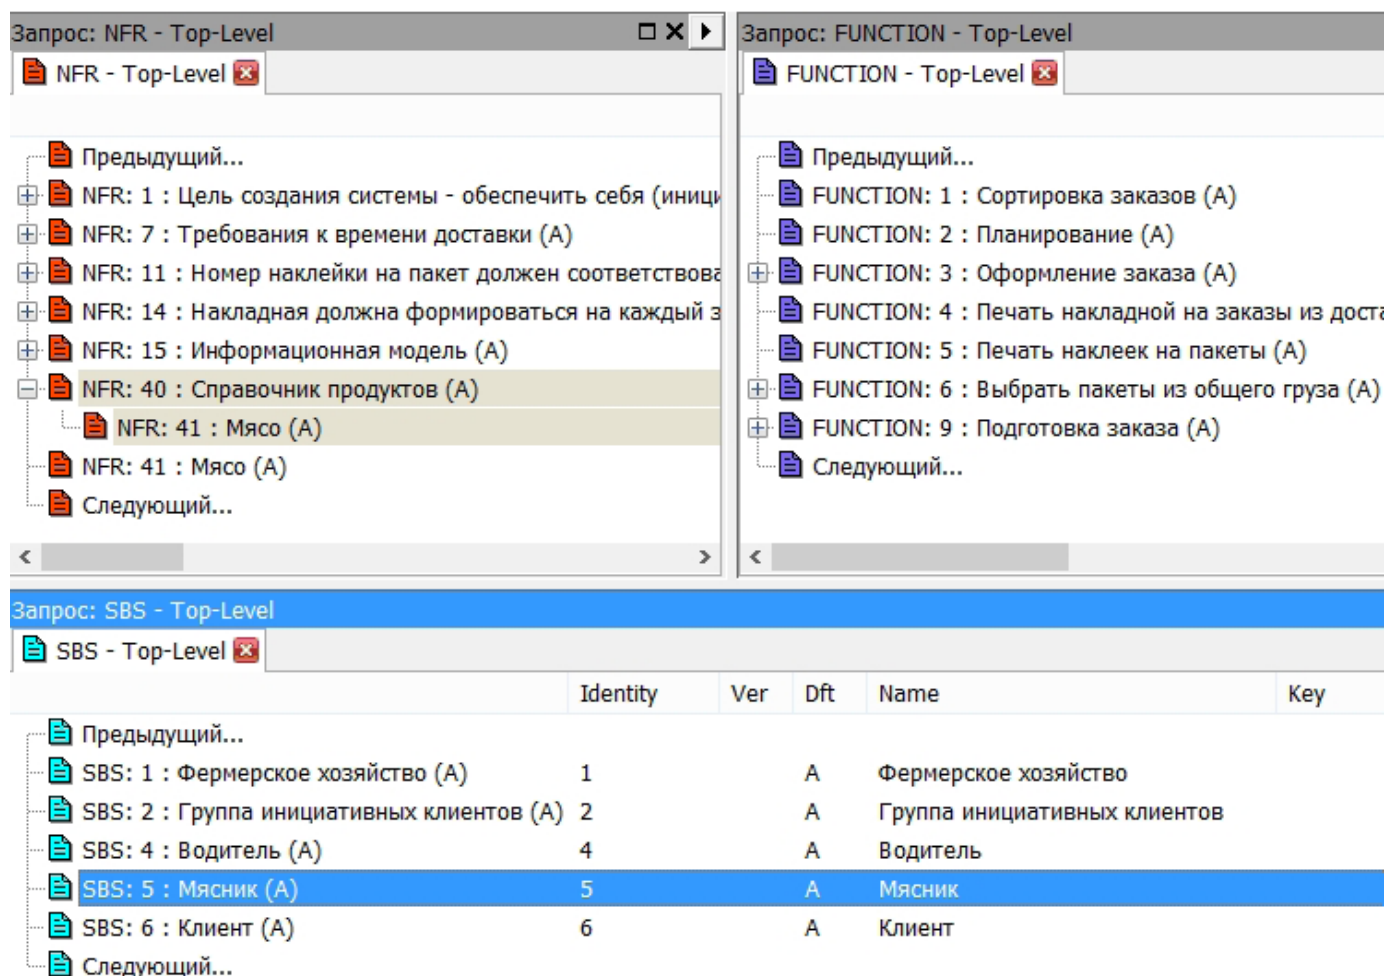 Запрос: NFR - Top-Level
NFR - Top-Level
Предыдущий...
NFR: 1 : Цель создания системы - обеспечить себя (иници
NFR: 7 : Требования к времени доставки (A)
NFR: 11 : Номер наклейки на пакет должен соответствова
NFR: 14 : Накладная должна формироваться на каждый з
NFR: 15 : Информационная модель (A)
NFR: 40 : Справочник продуктов (A)
NFR: 41 : Мясо (A)
NFR: 41 : Мясо (A)
Следующий...
Запрос: FUNCTION - Top-Level
FUNCTION - Top-Level
Предыдущий...
FUNCTION: 1 : Сортировка заказов (A)
FUNCTION: 2 : Планирование (A)
FUNCTION: 3 : Оформление заказа (A)
FUNCTION: 4 : Печать накладной на заказы из доста
FUNCTION: 5 : Печать наклеек на пакеты (A)
FUNCTION: 6 : Выбрать пакеты из общего груза (A)
FUNCTION: 9 : Подготовка заказа (A)
Следующий...
Запрос: SBS - Top-Level
SBS - Top-Level
Identity Ver Dft Name Key
Предыдущий...
SBS: 1 : Фермерское хозяйство (A) 1 A Фермерское хозяйство
SBS: 2 : Группа инициативных клиентов (A) 2 A Группа инициативных клиентов
SBS: 4 : Водитель (A) 4 A Водитель
SBS: 5 : Мясник (A) 5 A Мясник
SBS: 6 : Клиент (A) 6 A Клиент
Следующий...